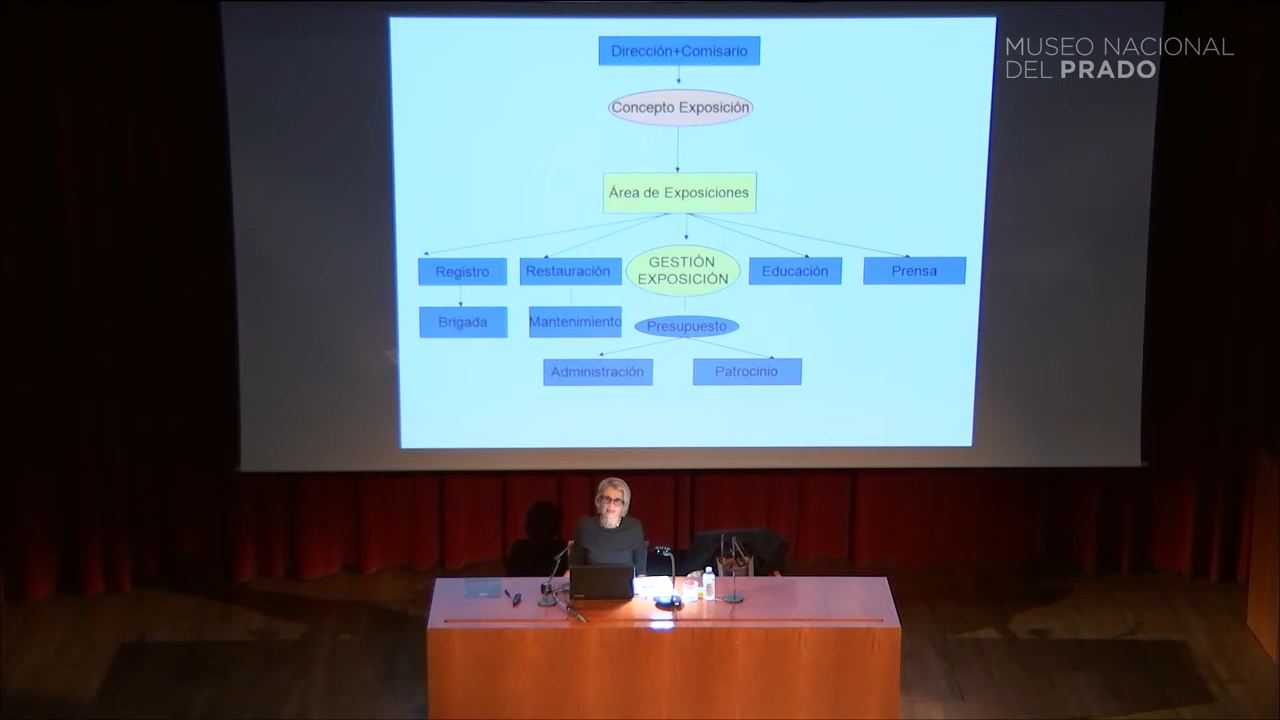 MUSEO NACIONAL
DEL PRADO
Dirección+Comisario
Concepto Exposición
Área de Exposiciones
Registro
Restauración
GESTIÓN
EXPOSICIÓN
Educación
Prensa
Brigada
Mantenimiento
Presupuesto
Administración
Patrocinio